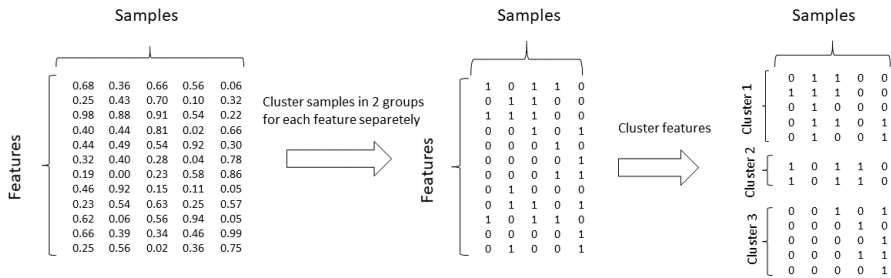 Samples
Features
0.68 0.36 0.66 0.56 0.06
0.25 0.43 0.70 0.10 0.32
0.98 0.88 0.91 0.54 0.22
0.40 0.44 0.81 0.02 0.66
0.44 0.49 0.54 0.92 0.30
0.32 0.40 0.28 0.04 0.78
0.19 0.00 0.23 0.58 0.86
0.46 0.92 0.15 0.11 0.05
0.23 0.54 0.63 0.25 0.57
0.62 0.06 0.56 0.94 0.05
0.66 0.39 0.34 0.46 0.99
0.25 0.56 0.02 0.36 0.75
Cluster samples in 2 groups
for each feature separetely
Samples
Features
1 0 1 1 0
0 1 1 0 0
1 1 1 0 0
0 0 1 0 1
0 0 0 1 0
0 0 0 0 1
0 0 0 1 1
0 1 0 0 0
0 1 1 0 1
1 0 1 1 0
0 0 0 0 1
0 1 0 0 1
Cluster features
Samples
Cluster 1
0 1 1 0 0
1 1 1 0 0
0 1 0 0 0
0 1 1 0 1
0 1 0 0 1
Cluster 2
1 0 1 1 0
1 0 1 1 0
Cluster 3
0 0 1 0 1
0 0 0 1 0
0 0 0 0 1
0 0 0 1 1
0 0 0 0 1